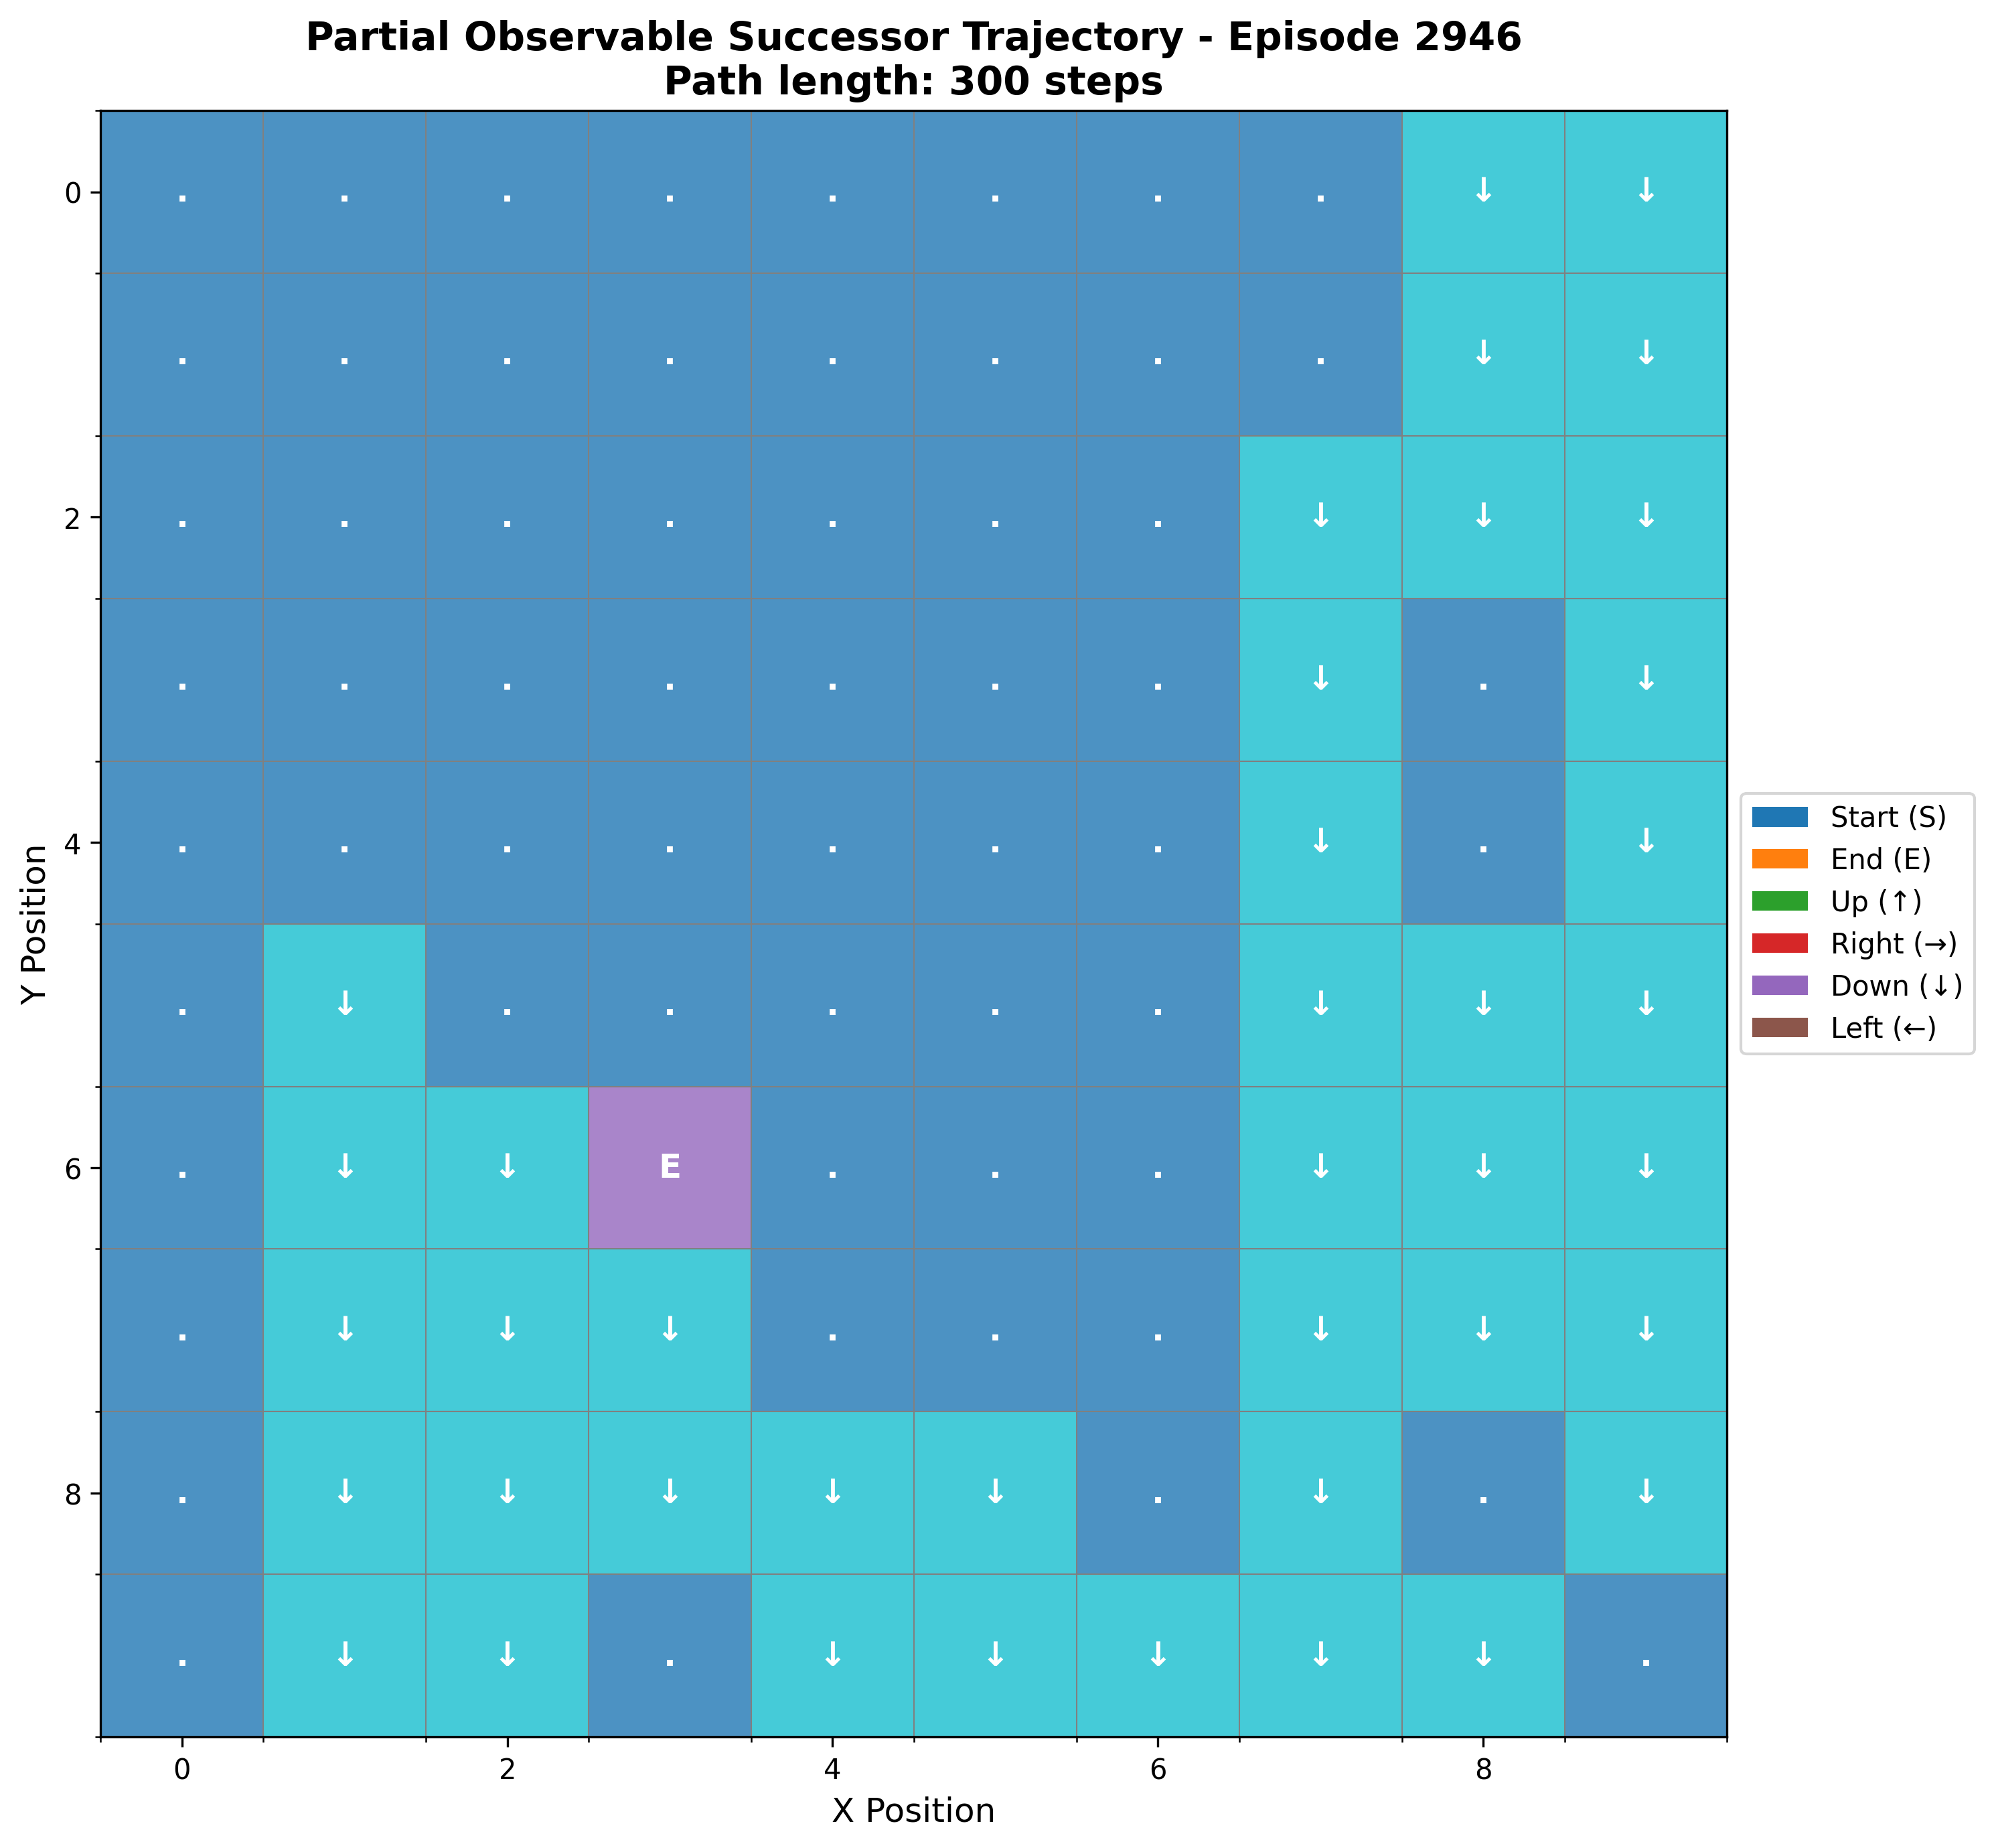 Partial Observable Successor Trajectory - Episode 2946
Path length: 300 steps
0 . . . . . . . . ↓ ↓
. . . . . . . . ↓ ↓
2 . . . . . . . ↓ ↓ ↓
. . . . . . . ↓ . ↓
4 . . . . . . . ↓ . ↓
. ↓ . . . . . ↓ ↓ ↓
6 . ↓ ↓ E . . . ↓ ↓ ↓
. ↓ ↓ ↓ . . . ↓ ↓ ↓
8 . ↓ ↓ ↓ ↓ ↓ . ↓ . ↓
. ↓ ↓ . ↓ ↓ ↓ ↓ ↓ .
0 2 4 6 8
X Position
Y Position
Start (S)
End (E)
Up (↑)
Right (→)
Down (↓)
Left (←)